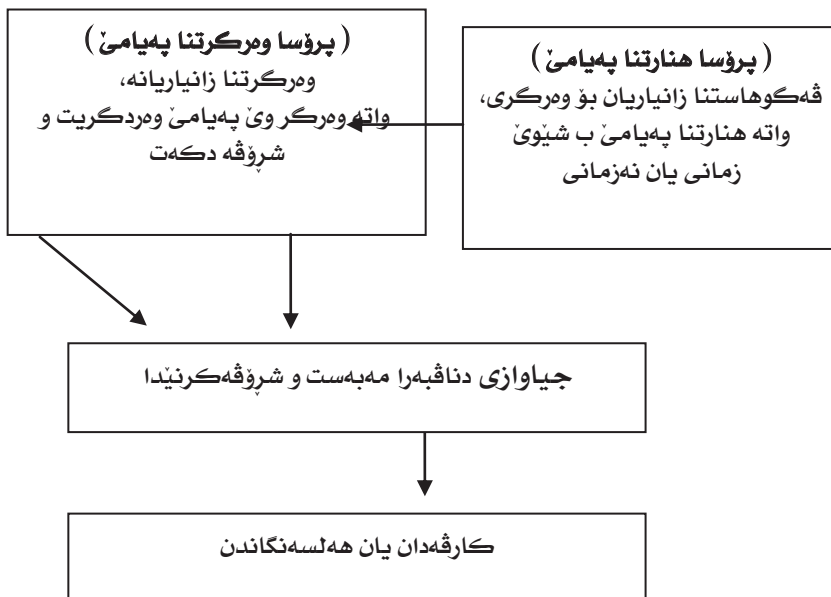 ( پرۆسا هنارتنا پەیامێ )
ڤەگوهاستنا زانیاریان بۆ وەرگری،
واتە هنارتنا پەیامێ ب شێوێ
زمانی یان نەزمانی
( پرۆسا وەرگرتنا پەیامێ )
وەرگرتنا زانیاریانە،
واتە وەرگر وێ پەیامێ وەردگریت و
شرۆڤە دکەت
جیاوازی دناڤبەرا مەبەست و شرۆڤەکرنێدا
کارڤەدان یان هەلسەنگاندن